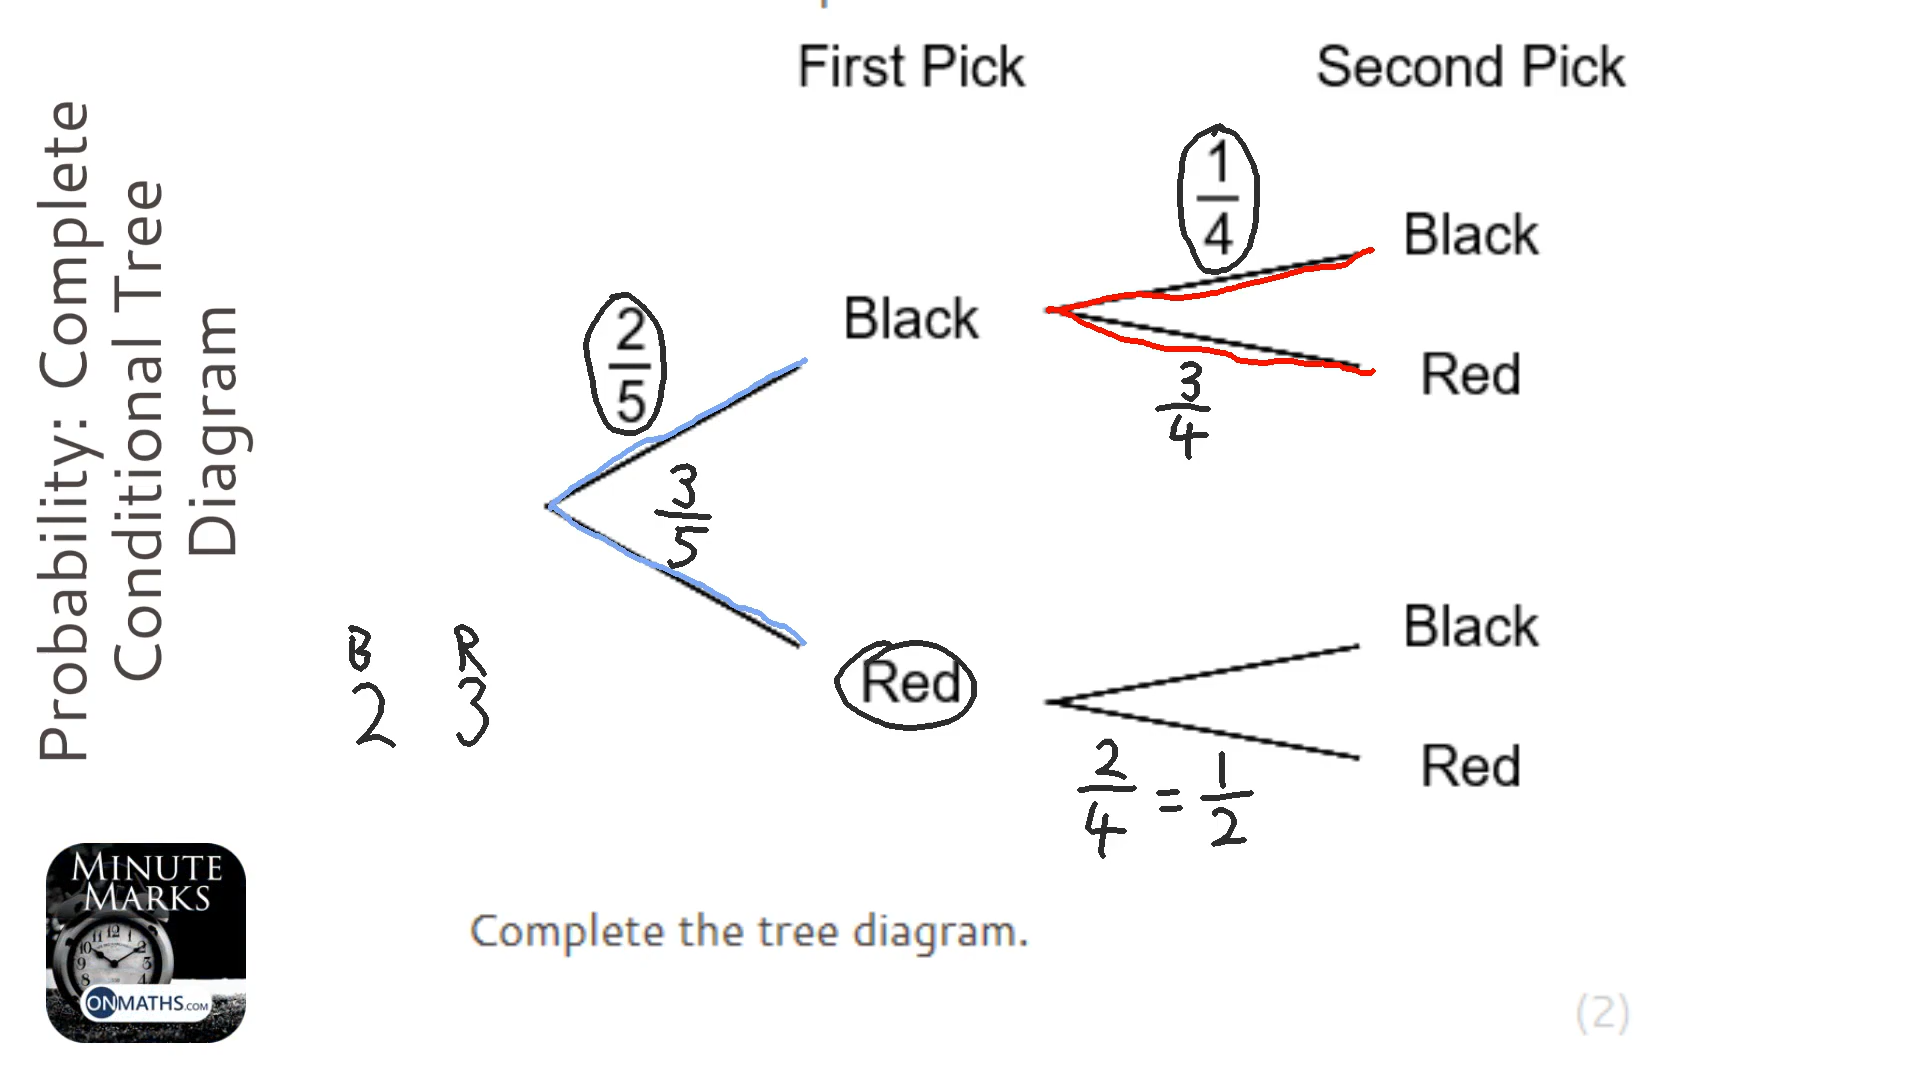 Probability: Complete
Conditional Tree
Diagram
First Pick
Second Pick
1
4
Black
2
5
Black
Red
3
4
3
5
B R
2 3
Red
Black
Red
2/4 = 1/2
Complete the tree diagram.
(2)
MINUTE
MARKS
ONMATHS.COM